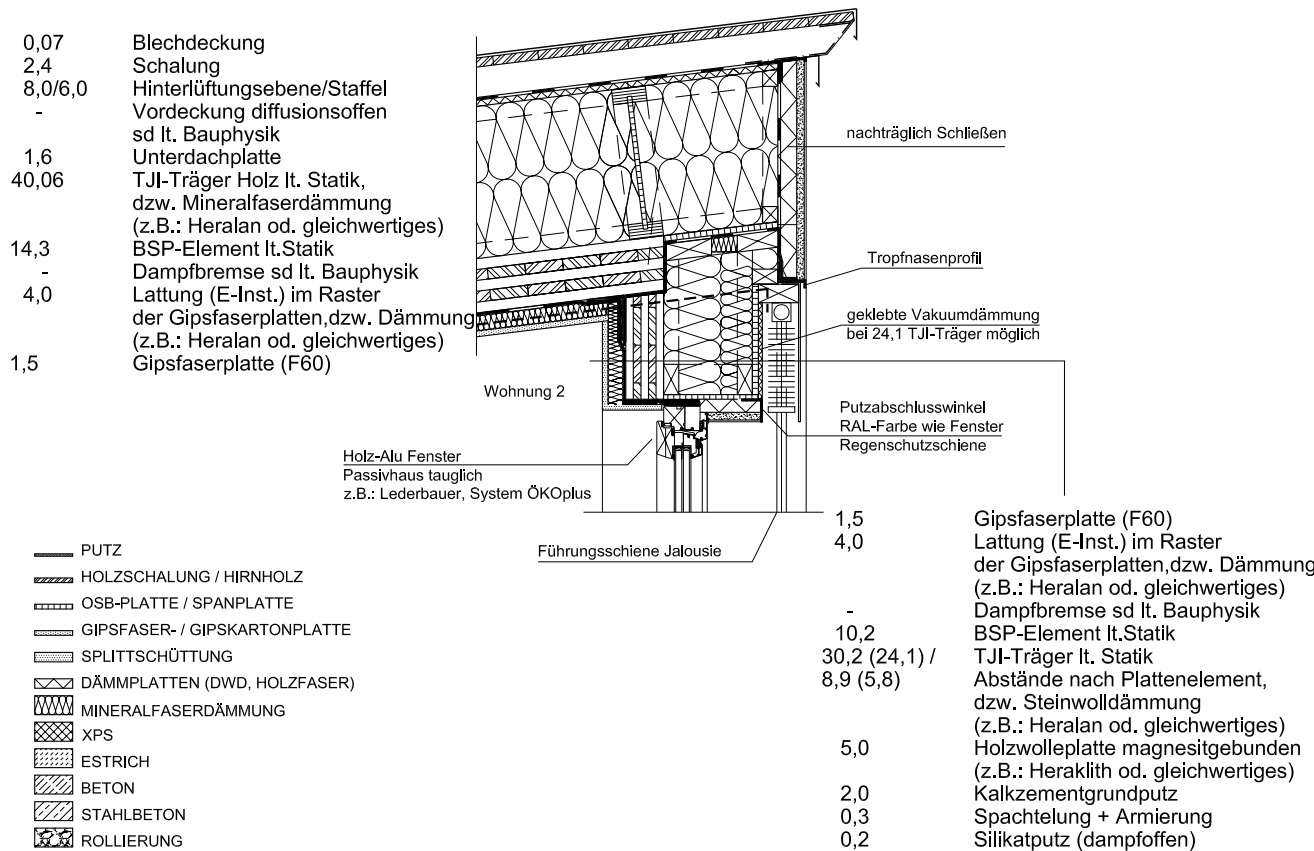 0,07 Blechdeckung
2,4 Schalung
8,0/6,0 Hinterlüftungsebene/Staffel
- Vordeckung diffusionsoffen
sd lt. Bauphysik
1,6 Unterdachplatte
40,06 TJI-Träger Holz lt. Statik,
dzw. Mineralfaserdämmung
(z.B.: Heralan od. gleichwertiges)
14,3 BSP-Element lt.Statik
- Dampfbremse sd lt. Bauphysik
4,0 Lattung (E-Inst.) im Raster
der Gipsfaserplatten,dzw. Dämmung
(z.B.: Heralan od. gleichwertiges)
1,5 Gipsfaserplatte (F60)
nachträglich Schließen
Tropfnasenprofil
geklebte Vakuumdämmung
bei 24,1 TJI-Träger möglich
Wohnung 2
Putzabschlusswinkel
RAL-Farbe wie Fenster
Regenschutzschiene
Holz-Alu Fenster
Passivhaus tauglich
z.B.: Lederbauer, System ÖKOplus
Führungsschiene Jalousie
PUTZ
HOLZSCHALUNG / HIRNHOLZ
OSB-PLATTE / SPANPLATTE
GIPSFASER- / GIPSKARTONPLATTE
SPLITTSCHÜTTUNG
DÄMMPLATTEN (DWD, HOLZFASER)
MINERALFASERDÄMMUNG
XPS
ESTRICH
BETON
STAHLBETON
ROLLIERUNG
1,5 Gipsfaserplatte (F60)
4,0 Lattung (E-Inst.) im Raster
der Gipsfaserplatten,dzw. Dämmung
(z.B.: Heralan od. gleichwertiges)
- Dampfbremse sd lt. Bauphysik
10,2 BSP-Element lt.Statik
30,2 (24,1) / TJI-Träger lt. Statik
8,9 (5,8) Abstände nach Plattenelement,
dzw. Steinwolldämmung
(z.B.: Heralan od. gleichwertiges)
5,0 Holzwolleplatte magnesitgebunden
(z.B.: Heraklith od. gleichwertiges)
2,0 Kalkzementgrundputz
0,3 Spachtelung + Armierung
0,2 Silikatputz (dampfoffen)